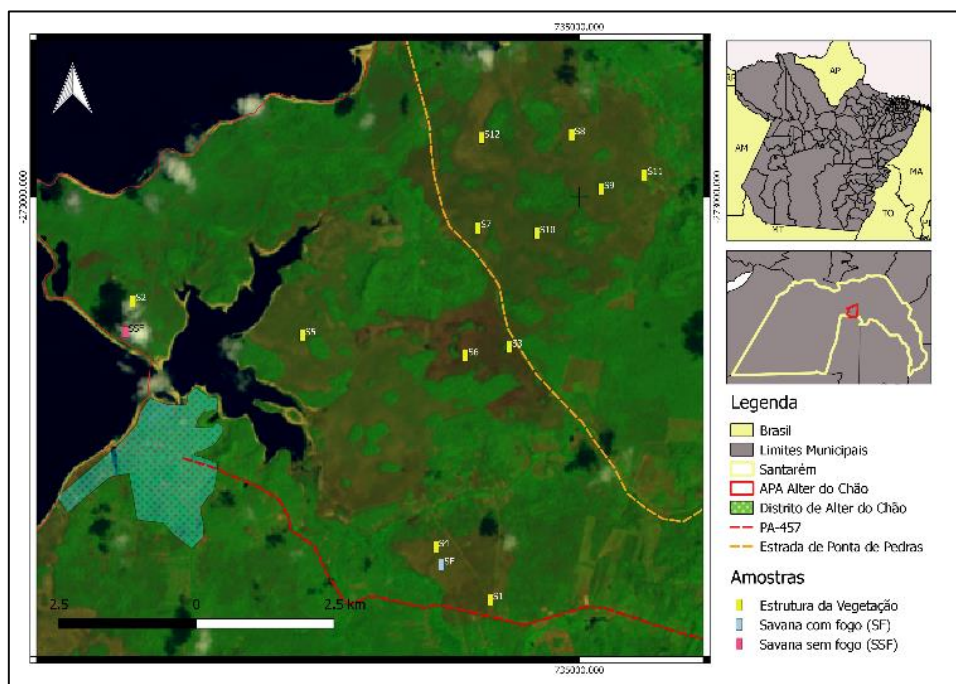 735000.000
-273000.000
-273000.000
S12
S8
S11
S9
S7
S10
S2
SSF
S5
S3
S6
S4
SF
S1
2.5 0 2.5 km
735000.000
AP
AM
MA
TO
MT
Legenda
Brasil
Limites Municipais
Santarém
APA Alter do Chão
Distrito de Alter do Chão
PA-457
Estrada de Ponta de Pedras
Amostras
Estrutura da Vegetação
Savana com fogo (SF)
Savana sem fogo (SSF)